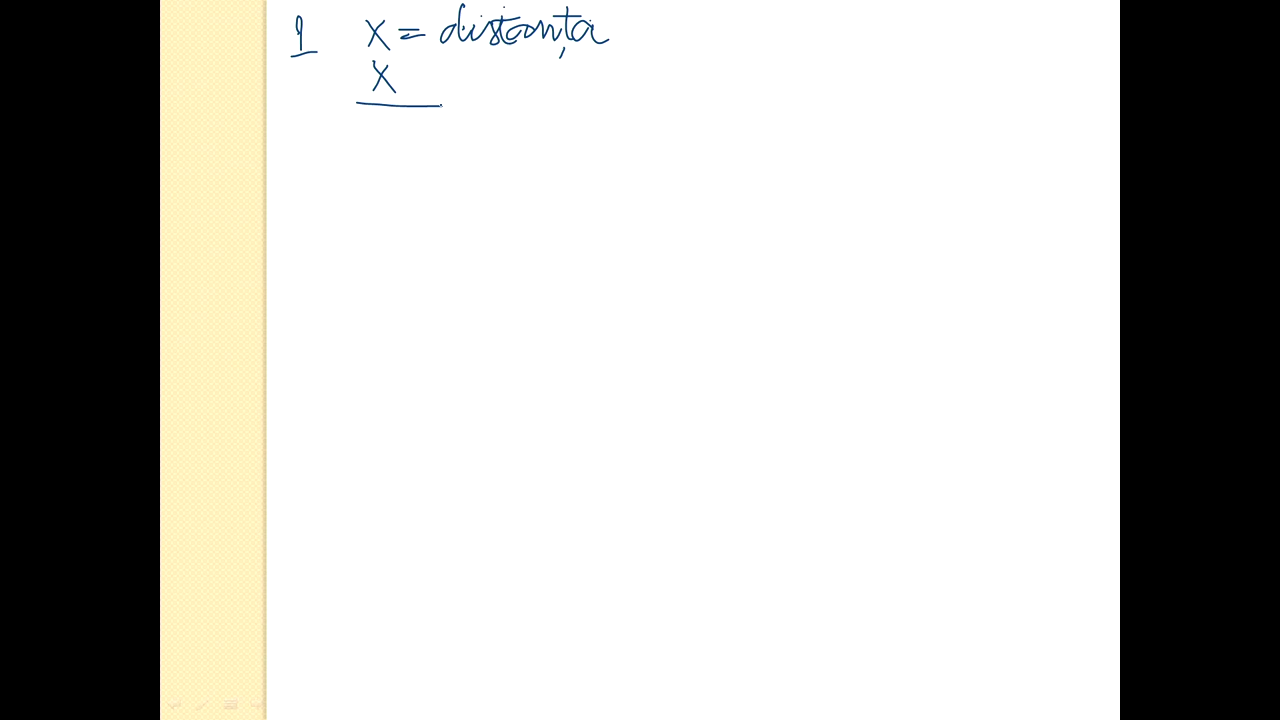 1 x = distanța
x